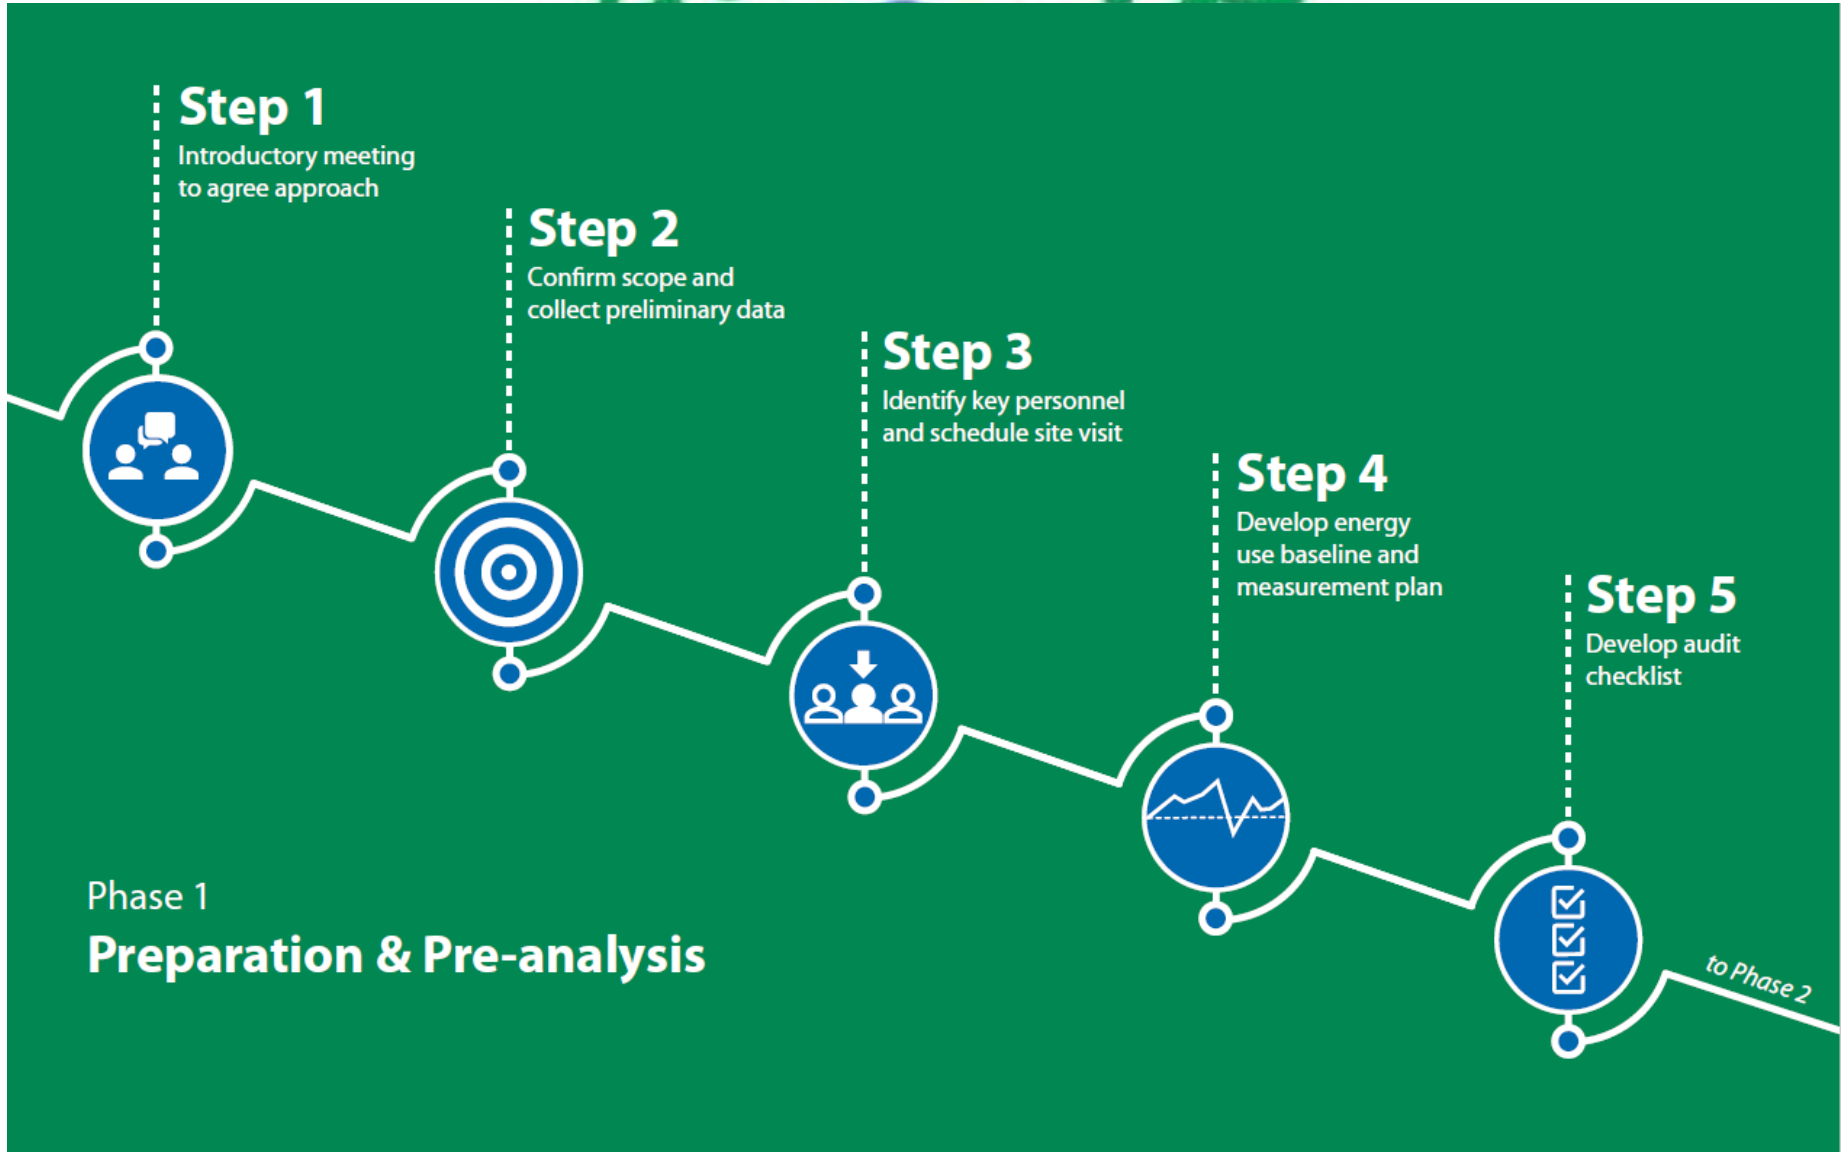 Step 1
Introductory meeting
to agree approach
Step 2
Confirm scope and
collect preliminary data
Step 3
Identify key personnel
and schedule site visit
Step 4
Develop energy
use baseline and
measurement plan
Step 5
Develop audit
checklist
Phase 1
Preparation & Pre-analysis
to Phase 2